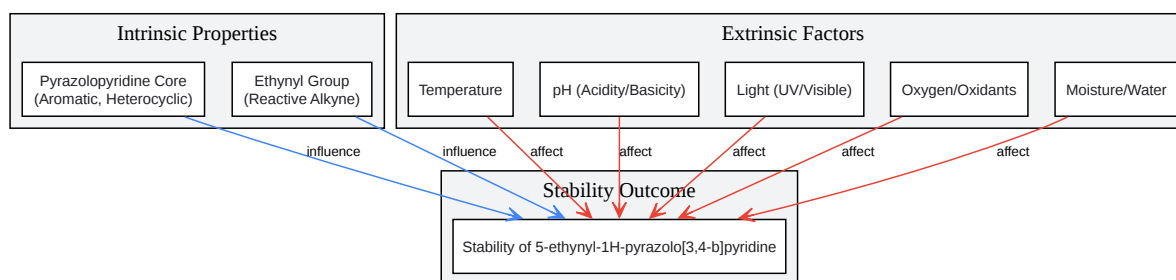 Intrinsic Properties
Extrinsic Factors
Pyrazolopyridine Core
(Aromatic, Heterocyclic)
Ethynyl Group
(Reactive Alkyne)
Temperature
pH (Acidity/Basicity)
Light (UV/Visible)
Oxygen/Oxidants
Moisture/Water
influence
influence
affect
affect
affect
affect
affect
Stability Outcome
Stability of 5-ethynyl-1H-pyrazolo[3,4-b]pyridine